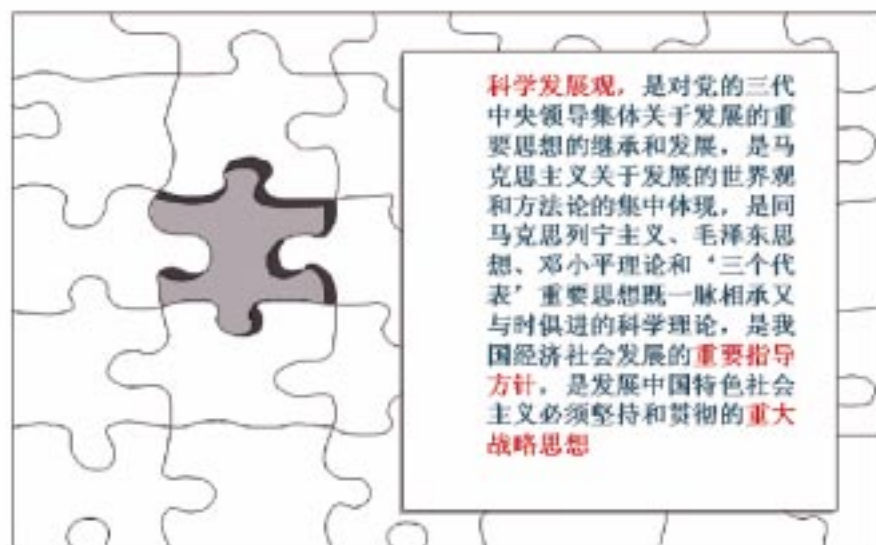 科学发展观，是对党的三代
中央领导集体关于发展的重
要思想的继承和发展，是马
克思主义关于发展的世界观
和方法论的集中体现，是同
马克思列宁主义、毛泽东思
想、邓小平理论和‘三个代
表’重要思想既一脉相承又
与时俱进的科学理论，是我
国经济社会发展的重要指导
方针，是发展中国特色社会
主义必须坚持和贯彻的重大
战略思想